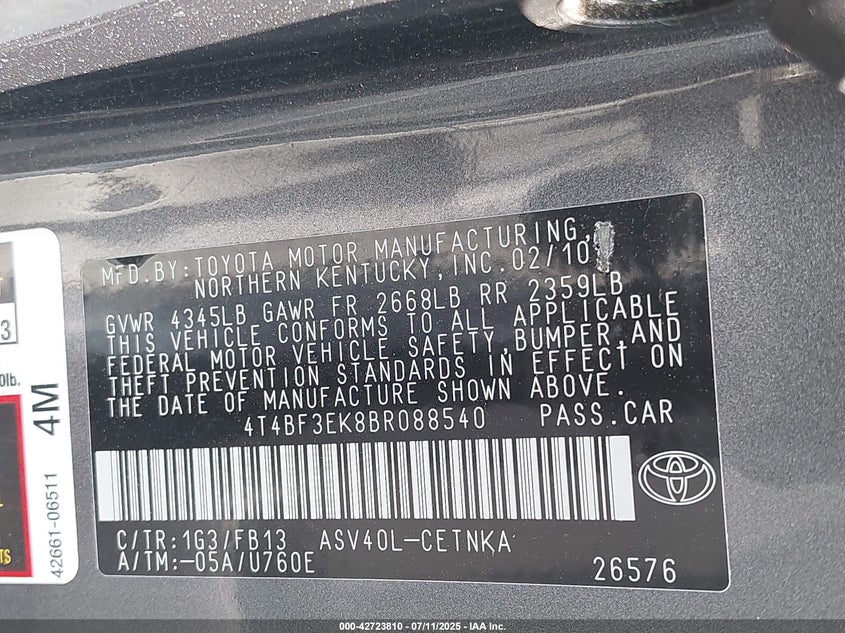 MFD.BY:TOYOTA MOTOR MANUFACTURING,
NORTHERN KENTUCKY,INC.02/10
GVWR 4345LB GAWR FR 2668LB RR 2359LB
THIS VEHICLE CONFORMS TO ALL APPLICABLE
FEDERAL MOTOR VEHICLE SAFETY,BUMPER,AND
THEFT PREVENTION STANDARDS IN EFFECT ON
THE DATE OF MANUFACTURE SHOWN ABOVE.
4T4BF3EK8BR088540 PASS.CAR
C/TR:1G3/FB13 ASV40L-CETNKA
A/TM:-05A/U760E 26576
3
0lb.
4M
42661-06511
TS
000-42723810 - 07/11/2025 - IAA Inc.